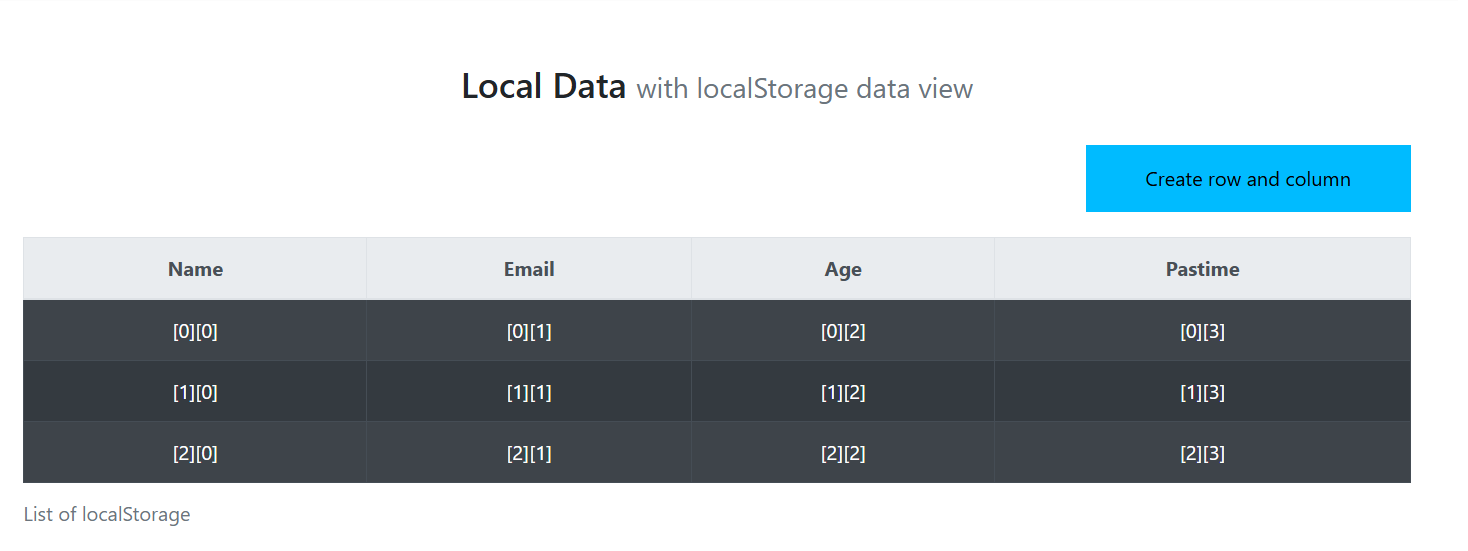 Local Data with localStorage data view
Create row and column
Name Email Age Pastime
[0][0] [0][1] [0][2] [0][3]
[1][0] [1][1] [1][2] [1][3]
[2][0] [2][1] [2][2] [2][3]
List of localStorage